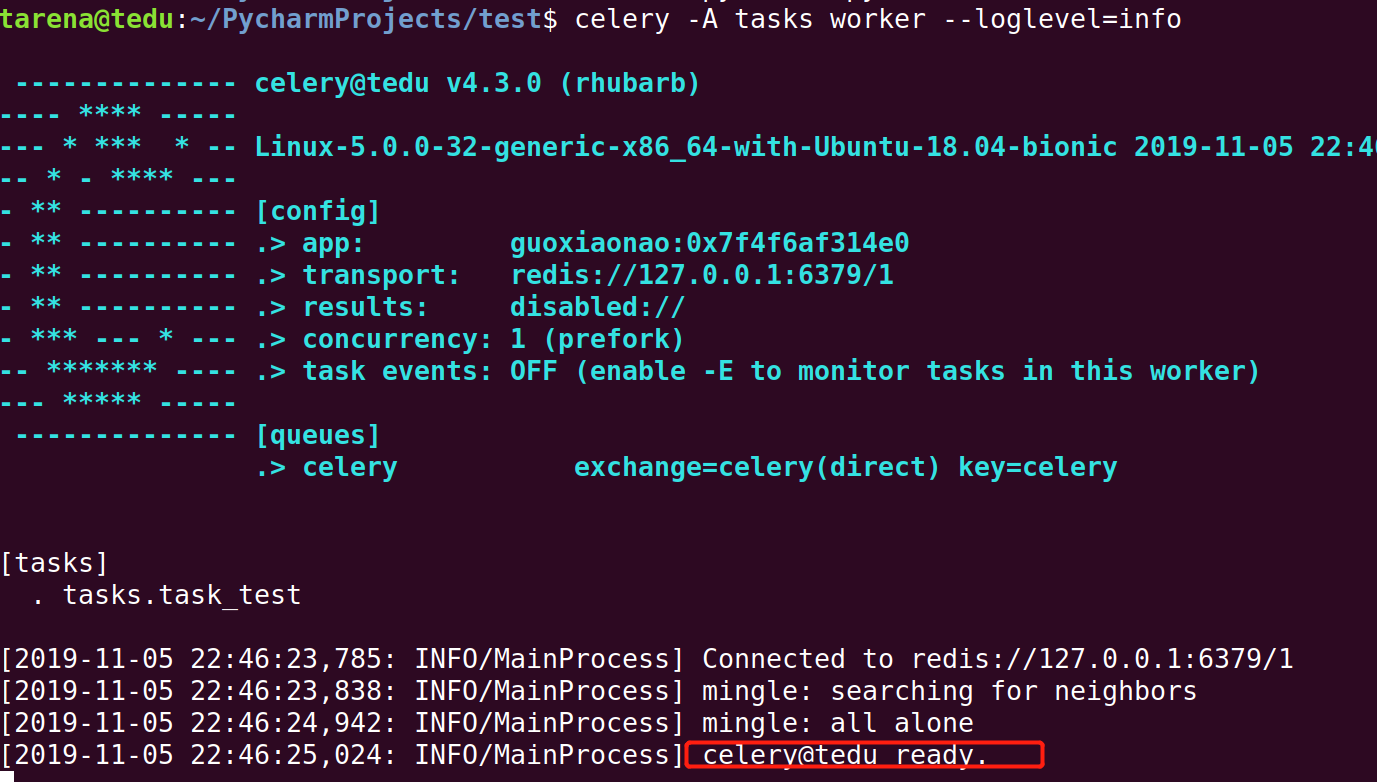 tarena@tedu:~/PycharmProjects/test$ celery -A tasks worker --loglevel=info
 -------------- celery@tedu v4.3.0 (rhubarb)
---- **** -----
--- * ***  * -- Linux-5.0.0-32-generic-x86_64-with-Ubuntu-18.04-bionic 2019-11-05
-- * - **** ---
- ** ---------- [config]
- ** ---------- .> app:         guoxiaonao:0x7f4f6af314e0
- ** ---------- .> transport:   redis://127.0.0.1:6379/1
- ** ---------- .> results:     disabled://
- *** --- * --- .> concurrency: 1 (prefork)
-- ******* ---- .> task events: OFF (enable -E to monitor tasks in this worker)
--- ***** -----
 -------------- [queues]
                .> celery           exchange=celery(direct) key=celery
[tasks]
  . tasks.task_test
[2019-11-05 22:46:23,785: INFO/MainProcess] Connected to redis://127.0.0.1:6379/1
[2019-11-05 22:46:23,838: INFO/MainProcess] mingle: searching for neighbors
[2019-11-05 22:46:24,942: INFO/MainProcess] mingle: all alone
[2019-11-05 22:46:25,024: INFO/MainProcess] celery@tedu ready.